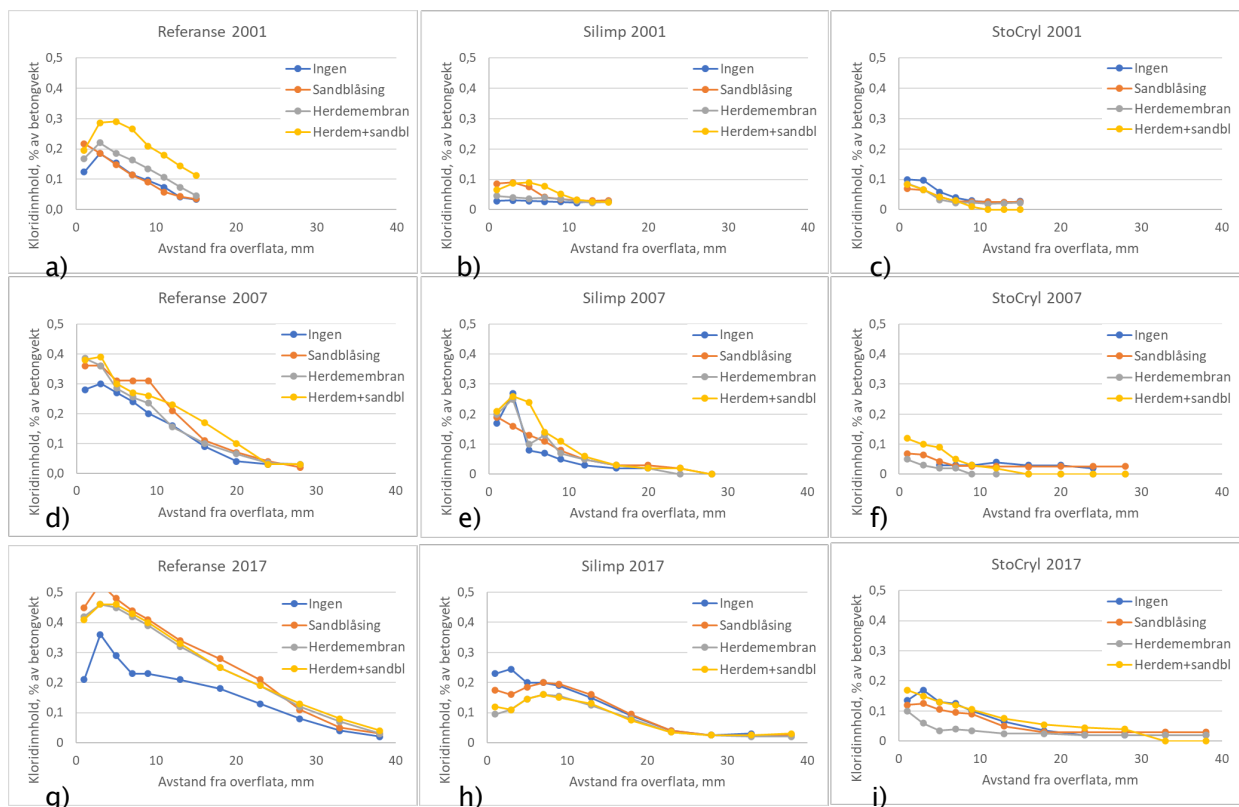 Referanse 2001
Kloridinnhold, % av betongvekt
0,5
0,4
0,3
0,2
0,1
0,0
0
10
20
30
40
Avstand fra overflata, mm
Ingen
Sandblåsing
Herdemembran
Herdem+sandbl
a)
Silimp 2001
Kloridinnhold, % av betongvekt
0,5
0,4
0,3
0,2
0,1
0
0
10
20
30
40
Avstand fra overflata, mm
Ingen
Sandblåsing
Herdemembran
Herdem+sandbl
b)
StoCryl 2001
Kloridinnhold, % av betongvekt
0,5
0,4
0,3
0,2
0,1
0
0
10
20
30
40
Avstand fra overflata, mm
Ingen
Sandblåsing
Herdemembran
Herdem+sandbl
c)
Referanse 2007
Kloridinnhold, % av betongvekt
0,5
0,4
0,3
0,2
0,1
0,0
0
10
20
30
40
Avstand fra overflata, mm
Ingen
Sandblåsing
Herdemembran
Herdem+sandbl
d)
Silimp 2007
Kloridinnhold, % av betongvekt
0,5
0,4
0,3
0,2
0,1
0
0
10
20
30
40
Avstand fra overflata, mm
Ingen
Sandblåsing
Herdemembran
Herdem+sandbl
e)
StoCryl 2007
Kloridinnhold, % av betongvekt
0,5
0,4
0,3
0,2
0,1
0
0
10
20
30
40
Avstand fra overflata, mm
Ingen
Sandblåsing
Herdemembran
Herdem+sandbl
f)
Referanse 2017
Kloridinnhold, % av betongvekt
0,5
0,4
0,3
0,2
0,1
0
0
10
20
30
40
Avstand fra overflata, mm
Ingen
Sandblåsing
Herdemembran
Herdem+sandbl
g)
Silimp 2017
Kloridinnhold, % av betongvekt
0,5
0,4
0,3
0,2
0,1
0
0
10
20
30
40
Avstand fra overflata, mm
Ingen
Sandblåsing
Herdemembran
Herdem+sandbl
h)
StoCryl 2017
Kloridinnhold, % av betongvekt
0,5
0,4
0,3
0,2
0,1
0
0
10
20
30
40
Avstand fra overflata, mm
Ingen
Sandblåsing
Herdemembran
Herdem+sandbl
i)